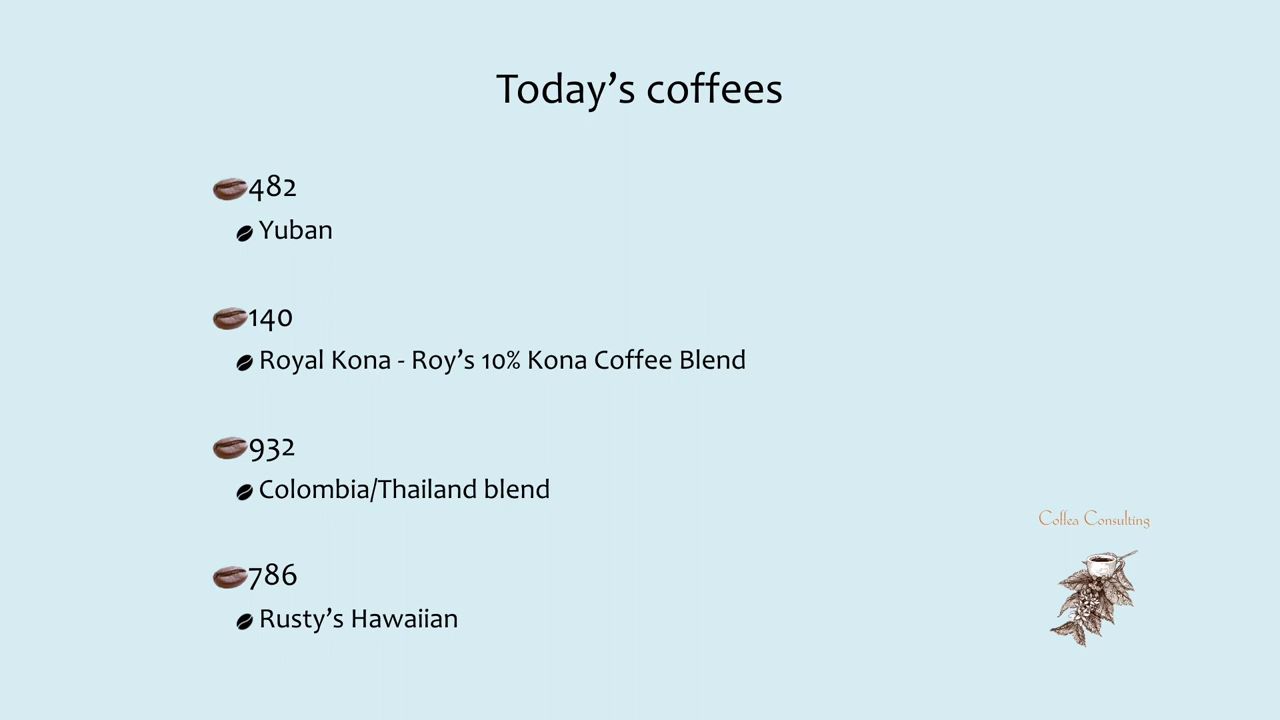 Today’s coffees
482
Yuban
140
Royal Kona - Roy’s 10% Kona Coffee Blend
932
Colombia/Thailand blend
786
Rusty’s Hawaiian
Coffea Consulting